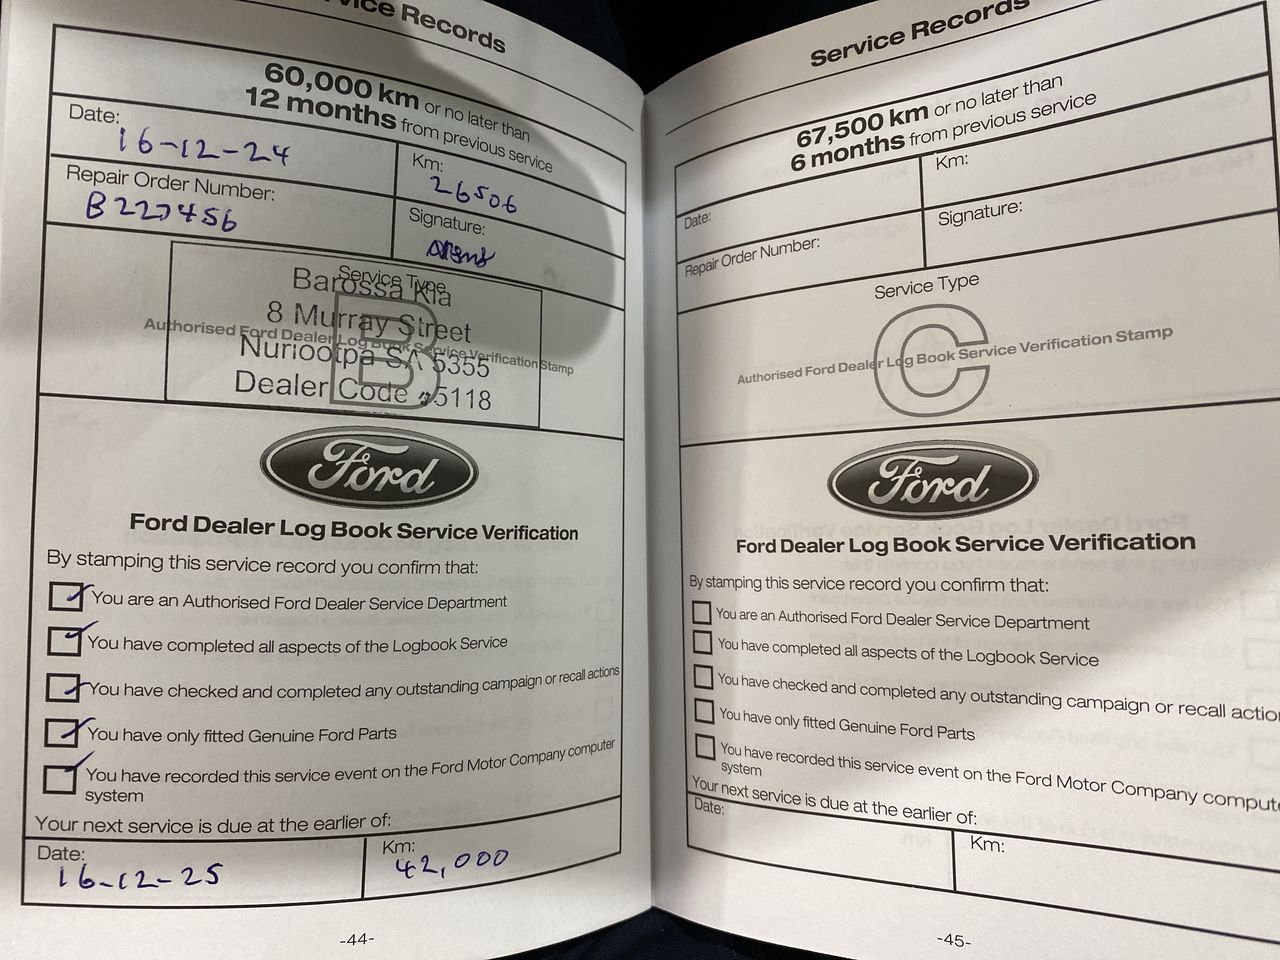 Service Records
60,000 km or no later than
12 months from previous service
Date:
16-12-24
Km:
26506
Repair Order Number:
B227456
Signature:
Service Type
B
Authorised Ford Dealer Log Book Service Verification Stamp
Barossa Kia
8 Murray Street
Nuriootpa SA 5355
Dealer Code 5118
Ford
Ford Dealer Log Book Service Verification
By stamping this service record you confirm that:
You are an Authorised Ford Dealer Service Department
You have completed all aspects of the Logbook Service
You have checked and completed any outstanding campaign or recall actions
You have only fitted Genuine Ford Parts
You have recorded this service event on the Ford Motor Company computer
system
Your next service is due at the earlier of:
Date:
16-12-25
Km:
42,000
-44-
Service Records
67,500 km or no later than
6 months from previous service
Date:
Km:
Repair Order Number:
Signature:
Service Type
C
Authorised Ford Dealer Log Book Service Verification Stamp
Ford
Ford Dealer Log Book Service Verification
By stamping this service record you confirm that:
You are an Authorised Ford Dealer Service Department
You have completed all aspects of the Logbook Service
You have checked and completed any outstanding campaign or recall action
You have only fitted Genuine Ford Parts
You have recorded this service event on the Ford Motor Company compute
system
Your next service is due at the earlier of:
Date:
Km:
-45-